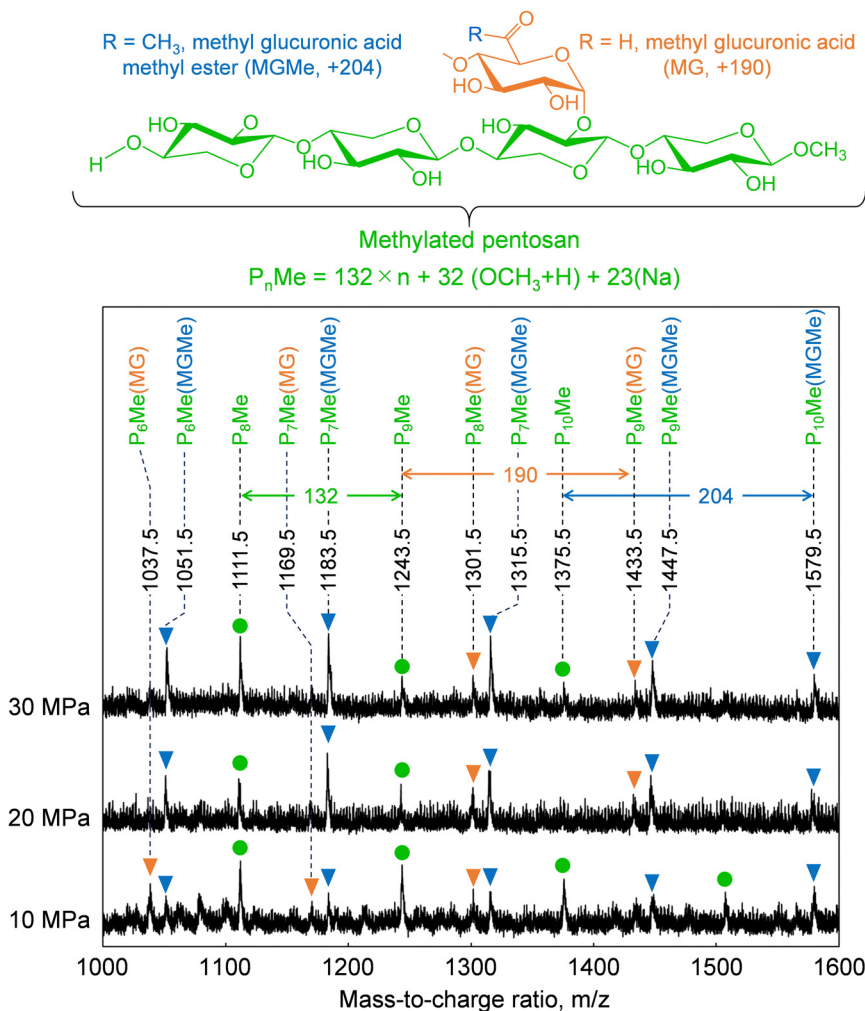 R = CH₃, methyl glucuronic acid
methyl ester (MGMe, +204)
R = H, methyl glucuronic acid
(MG, +190)
R
O
O
O
HO
HO
O
HO
O
HO
O
HO
O
O
H
O
O
HO
OH
O
O
O
HO
OH
OCH₃
Methylated pentosan
PₙMe = 132 × n + 32 (OCH₃+H) + 23(Na)
P₆Me(MG)
P₆Me(MGMe)
P₈Me
P₇Me(MG)
P₇Me(MGMe)
P₉Me
P₈Me(MG)
P₇Me(MGMe)
P₁₀Me
P₉Me(MG)
P₉Me(MGMe)
P₁₀Me(MGMe)
132
190
204
1037.5
1051.5
1111.5
1169.5
1183.5
1243.5
1301.5
1315.5
1375.5
1433.5
1447.5
1579.5
30 MPa
20 MPa
10 MPa
1000 1100 1200 1300 1400 1500 1600
Mass-to-charge ratio, m/z